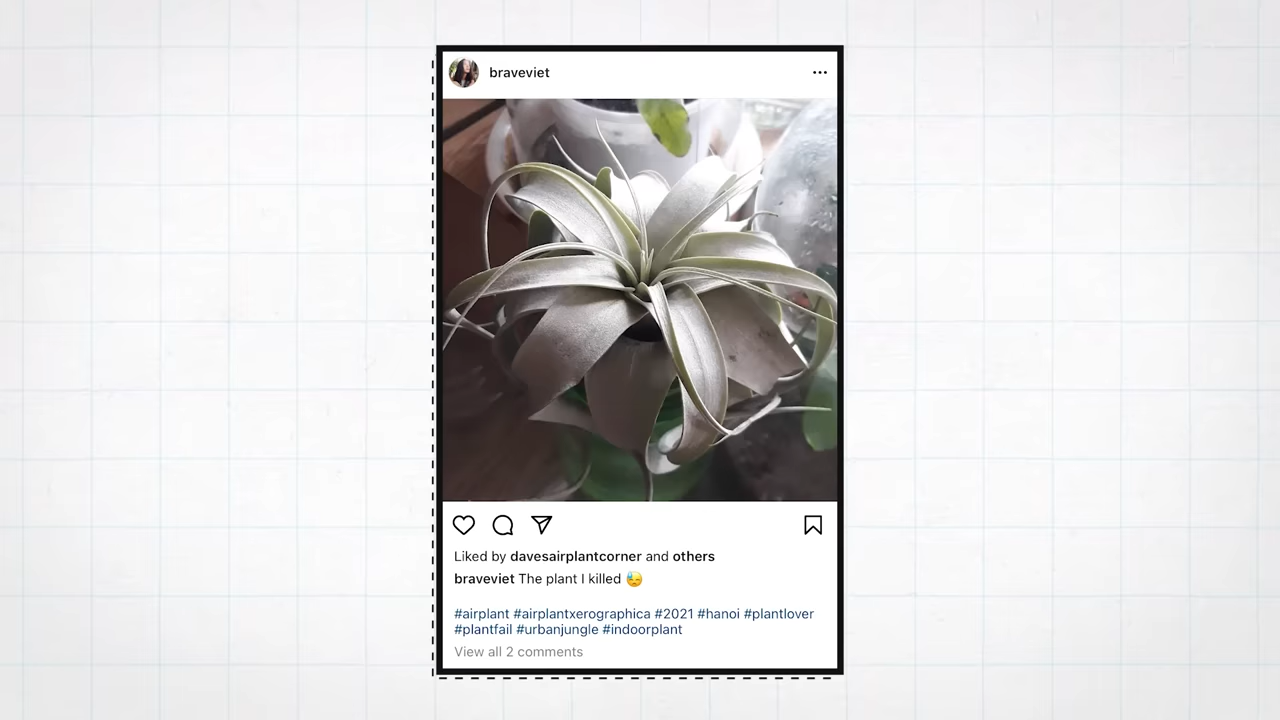 braveviet
Liked by davesairplantcorner and others
braveviet The plant I killed 😓
#airplant #airplantxerographica #2021 #hanoi #plantlover
#plantfail #urbanjungle #indoorplant
View all 2 comments